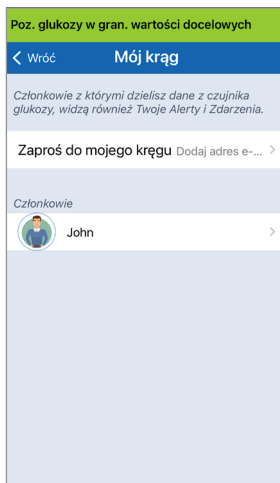 Poz. glukozy w gran. wartości docelowych
Wróć
Mój krąg
Członkowie z którymi dzielisz dane z czujnika
glukozy, widzą również Twoje Alerty i Zdarzenia.
Zaproś do mojego kręgu Dodaj adres e-...
Członkowie
John